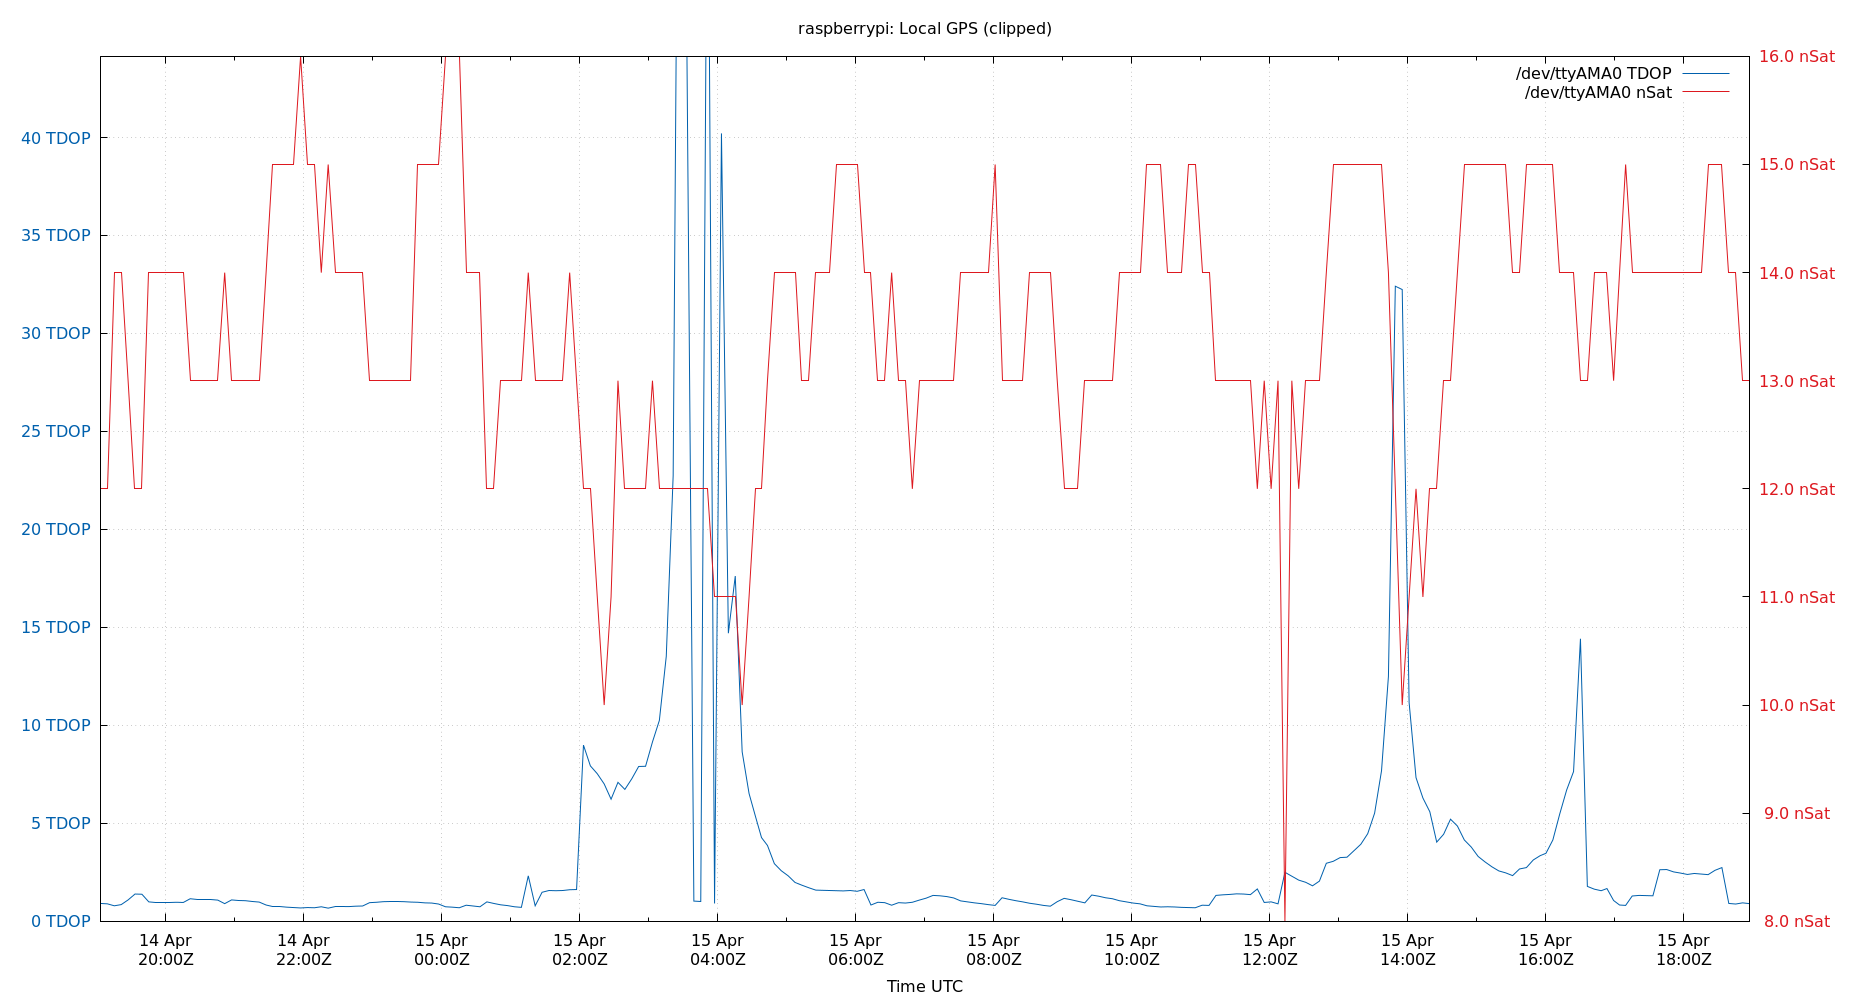 raspberrypi: Local GPS (clipped)
/dev/ttyAMA0 TDOP
/dev/ttyAMA0 nSat
40 TDOP
35 TDOP
30 TDOP
25 TDOP
20 TDOP
15 TDOP
10 TDOP
5 TDOP
0 TDOP
16.0 nSat
15.0 nSat
14.0 nSat
13.0 nSat
12.0 nSat
11.0 nSat
10.0 nSat
9.0 nSat
8.0 nSat
14 Apr
20:00Z
14 Apr
22:00Z
15 Apr
00:00Z
15 Apr
02:00Z
15 Apr
04:00Z
15 Apr
06:00Z
15 Apr
08:00Z
15 Apr
10:00Z
15 Apr
12:00Z
15 Apr
14:00Z
15 Apr
16:00Z
15 Apr
18:00Z
Time UTC